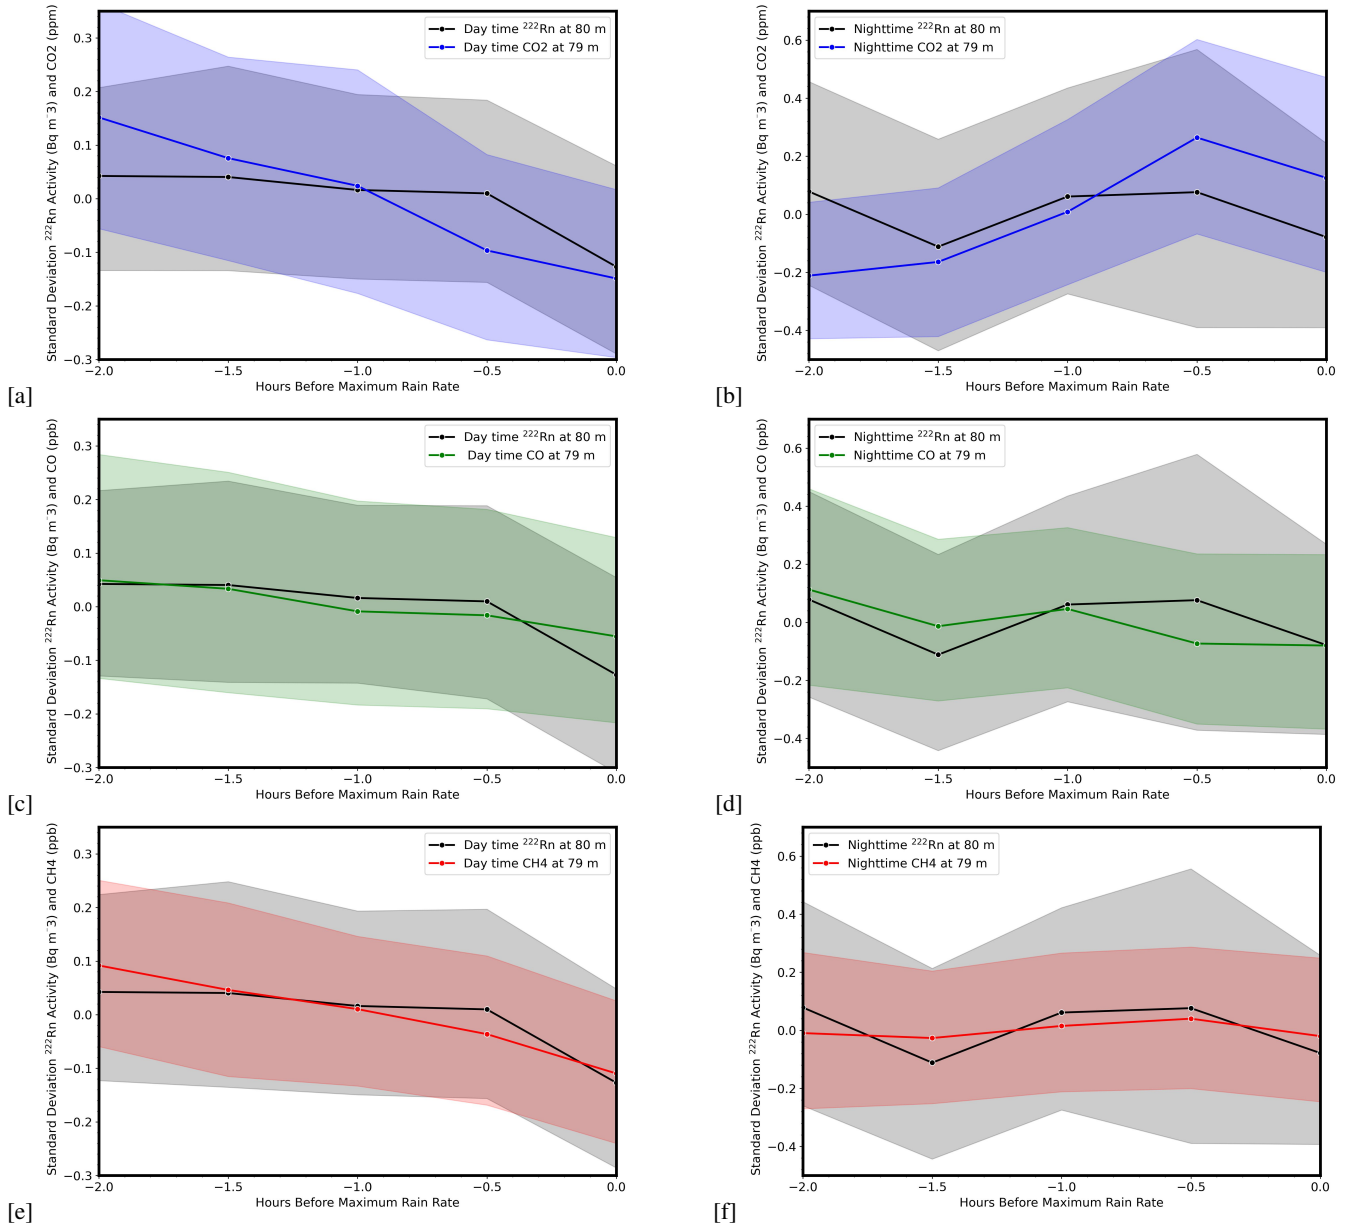 Standard Deviation ²²²Rn Activity (Bq m⁻3) and CO2 (ppm)
0.3
0.2
0.1
0.0
−0.1
−0.2
−0.3
Day time ²²²Rn at 80 m
Day time CO2 at 79 m
−2.0 −1.5 −1.0 −0.5 0.0
Hours Before Maximum Rain Rate
[a]
Standard Deviation ²²²Rn Activity (Bq m⁻3) and CO2 (ppm)
0.6
0.4
0.2
0.0
−0.2
−0.4
Nighttime ²²²Rn at 80 m
Nighttime CO2 at 79 m
−2.0 −1.5 −1.0 −0.5 0.0
Hours Before Maximum Rain Rate
[b]
Standard Deviation ²²²Rn Activity (Bq m⁻3) and CO (ppb)
0.3
0.2
0.1
0.0
−0.1
−0.2
−0.3
Day time ²²²Rn at 80 m
Day time CO at 79 m
−2.0 −1.5 −1.0 −0.5 0.0
Hours Before Maximum Rain Rate
[c]
Standard Deviation ²²²Rn Activity (Bq m⁻3) and CO (ppb)
0.6
0.4
0.2
0.0
−0.2
−0.4
Nighttime ²²²Rn at 80 m
Nighttime CO at 79 m
−2.0 −1.5 −1.0 −0.5 0.0
Hours Before Maximum Rain Rate
[d]
Standard Deviation ²²²Rn Activity (Bq m⁻3) and CH4 (ppb)
0.3
0.2
0.1
0.0
−0.1
−0.2
−0.3
Day time ²²²Rn at 80 m
Day time CH4 at 79 m
−2.0 −1.5 −1.0 −0.5 0.0
Hours Before Maximum Rain Rate
[e]
Standard Deviation ²²²Rn Activity (Bq m⁻3) and CH4 (ppb)
0.6
0.4
0.2
0.0
−0.2
−0.4
Nighttime ²²²Rn at 80 m
Nighttime CH4 at 79 m
−2.0 −1.5 −1.0 −0.5 0.0
Hours Before Maximum Rain Rate
[f]